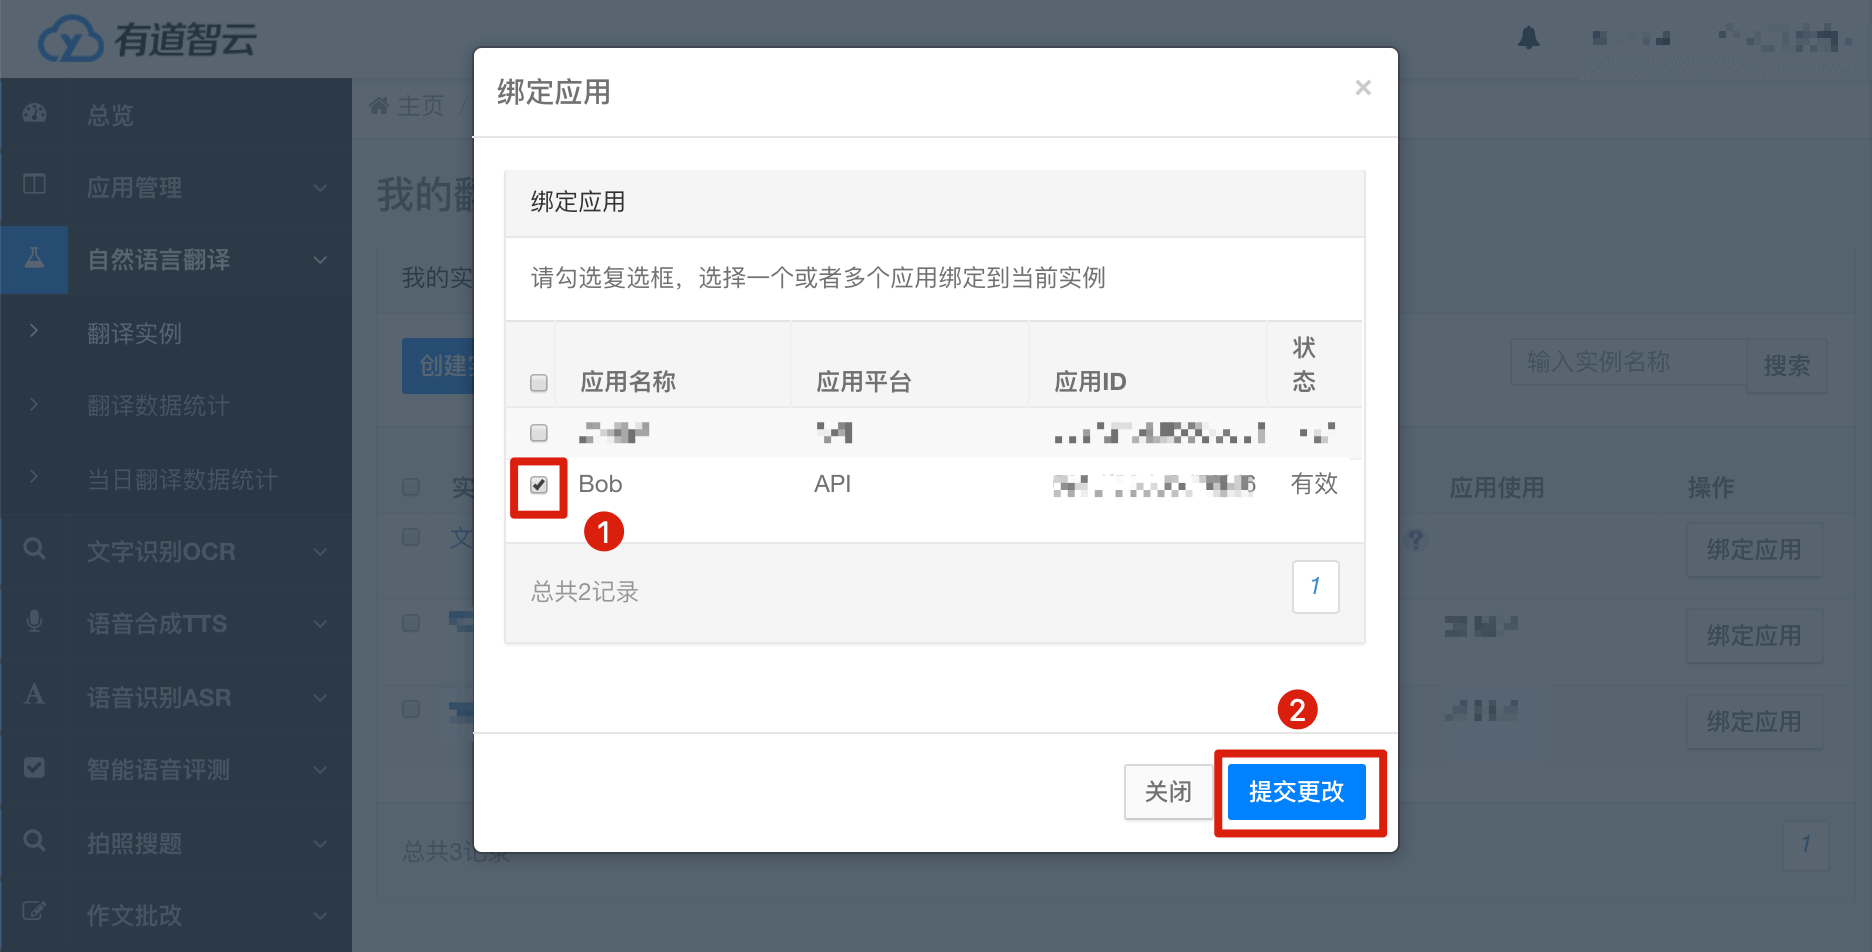 有道智云
绑定应用
×
主页 /
总览
应用管理
自然语言翻译
翻译实例
翻译数据统计
当日翻译数据统计
文字识别OCR
语音合成TTS
语音识别ASR
智能语音评测
拍照搜题
作文批改
我的翻
我的实
创建实
输入实例名称
搜索
实
应用使用
操作
文
?
绑定应用
绑定应用
绑定应用
总共3记录
1
绑定应用
请勾选复选框，选择一个或者多个应用绑定到当前实例
应用名称 应用平台 应用ID 状态
Bob API 6 有效
1
总共2记录
1
2
关闭
提交更改